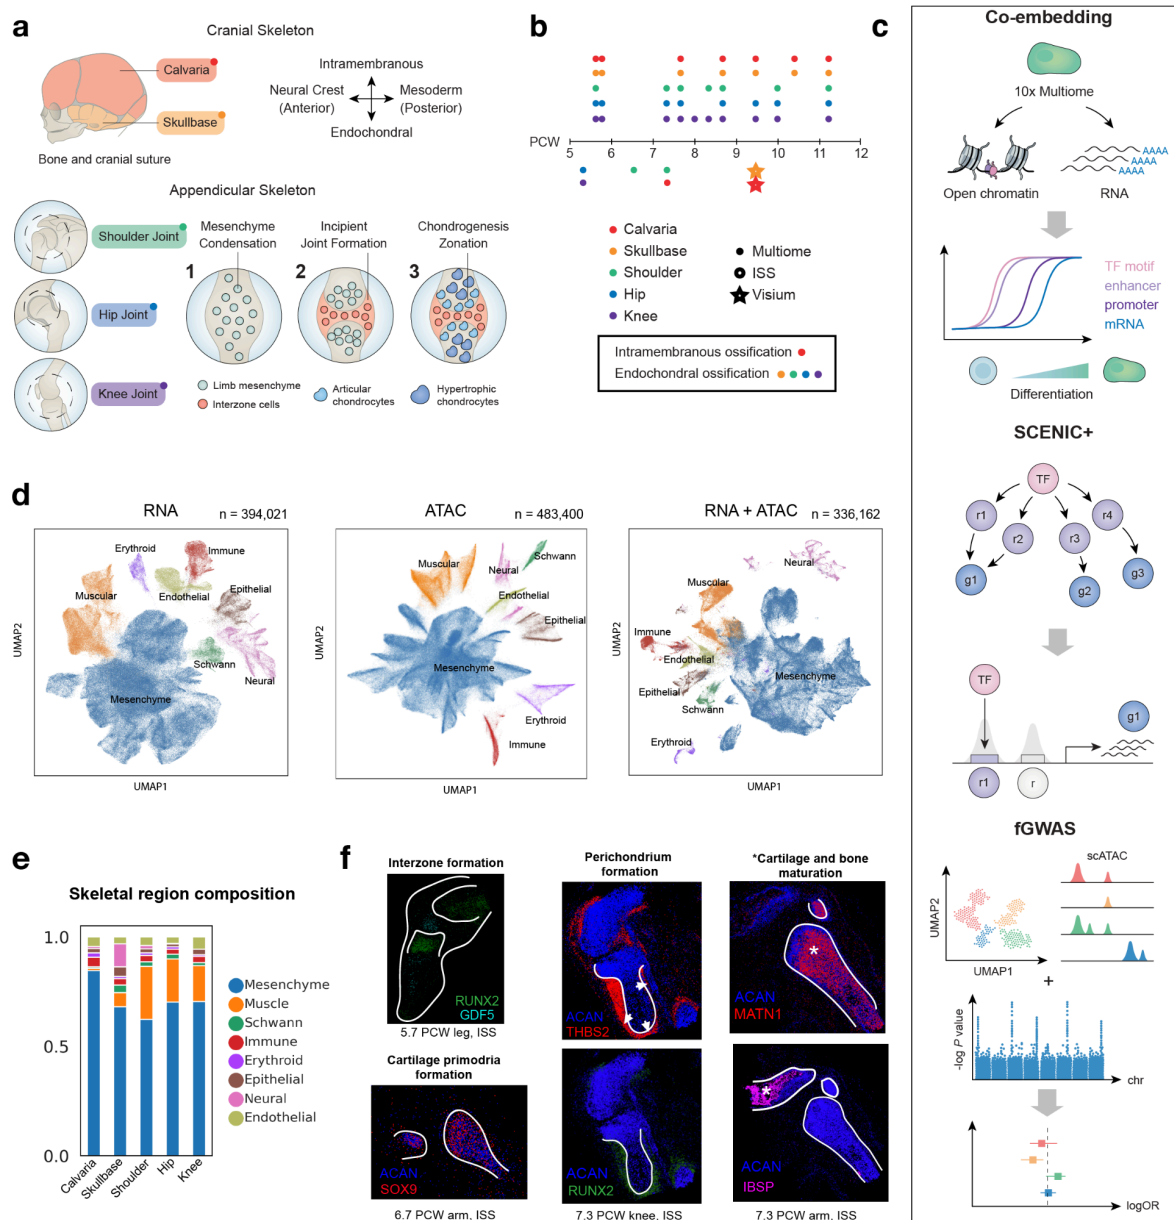 a
Cranial Skeleton
Calvaria
Skullbase
Bone and cranial suture
Intramembranous
Neural Crest
(Anterior)
Mesoderm
(Posterior)
Endochondral
Appendicular Skeleton
Shoulder Joint
Hip Joint
Knee Joint
Mesenchyme
Condensation
Incipient
Joint Formation
Chondrogenesis
Zonation
1
2
3
Limb mesenchyme
Interzone cells
Articular
chondrocytes
Hypertrophic
chondrocytes
b
PCW
5
6
7
8
9
10
11
12
Calvaria
Skullbase
Shoulder
Hip
Knee
Multiome
ISS
Visium
Intramembranous ossification
Endochondral ossification
c
Co-embedding
10x Multiome
AAAA
AAAA
AAAA
Open chromatin
RNA
TF motif
enhancer
promoter
mRNA
Differentiation
SCENIC+
TF
r1
r2
r3
r4
g1
g2
g3
TF
g1
r1
r
fGWAS
scATAC
UMAP2
UMAP1
+
-log P value
chr
logOR
d
RNA
n = 394,021
Erythroid
Immune
Muscular
Endothelial
Epithelial
Schwann
Neural
Mesenchyme
UMAP2
UMAP1
ATAC
n = 483,400
Muscular
Schwann
Neural
Endothelial
Epithelial
Mesenchyme
Erythroid
Immune
UMAP2
UMAP1
RNA + ATAC
n = 336,162
Neural
Muscular
Immune
Endothelial
Epithelial
Schwann
Mesenchyme
Erythroid
UMAP2
UMAP1
e
Skeletal region composition
1.0
0.5
0.0
Calvaria
Skullbase
Shoulder
Hip
Knee
Mesenchyme
Muscle
Schwann
Immune
Erythroid
Epithelial
Neural
Endothelial
f
Interzone formation
RUNX2
GDF5
5.7 PCW leg, ISS
Cartilage primodria
formation
ACAN
SOX9
6.7 PCW arm, ISS
Perichondrium
formation
ACAN
THBS2
ACAN
RUNX2
7.3 PCW knee, ISS
*Cartilage and bone
maturation
*
ACAN
MATN1
*
ACAN
IBSP
7.3 PCW arm, ISS